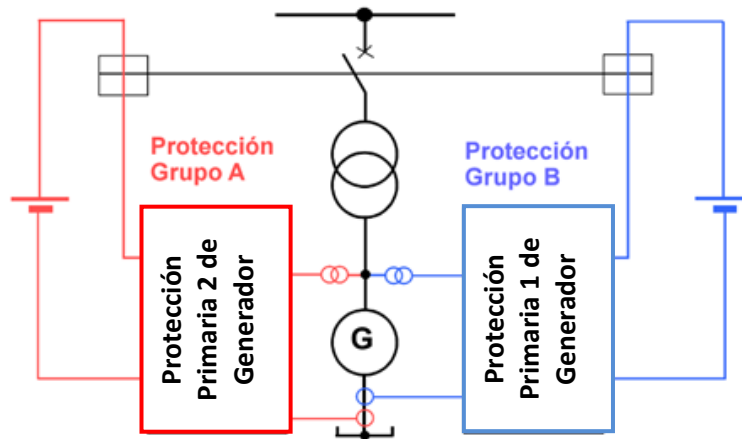 Protección
Grupo A
Protección
Grupo B
Protección
Primaria 2 de
Generador
G
Protección
Primaria 1 de
Generador